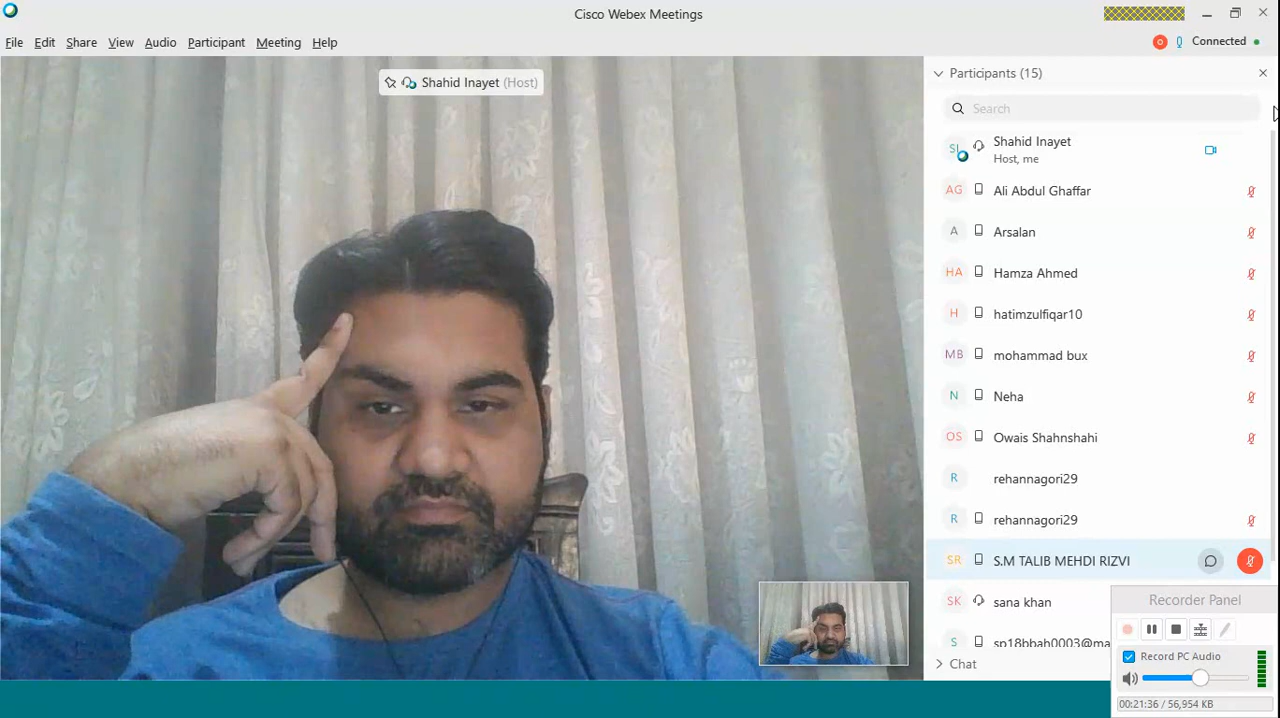 Cisco Webex Meetings
File Edit Share View Audio Participant Meeting Help
Connected
Shahid Inayet (Host)
Participants (15)
Search
SI Shahid Inayet
Host, me
AG Ali Abdul Ghaffar
A Arsalan
HA Hamza Ahmed
H hatimzulfiqar10
MB mohammad bux
N Neha
OS Owais Shahnshahi
R rehannagori29
R rehannagori29
SR S.M TALIB MEHDI RIZVI
SK sana khan
S sp18bbah0003@ma
Chat
Recorder Panel
Record PC Audio
00:21:36 / 56,954 KB